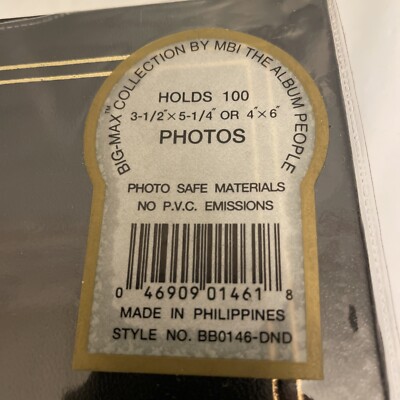 BIG-MAX™ COLLECTION BY MBI THE ALBUM PEOPLE
HOLDS 100
3-1/2"×5-1/4" OR 4"×6"
PHOTOS
PHOTO SAFE MATERIALS
NO P.V.C. EMISSIONS
0 46909 01461 8
MADE IN PHILIPPINES
STYLE NO. BB0146-DND